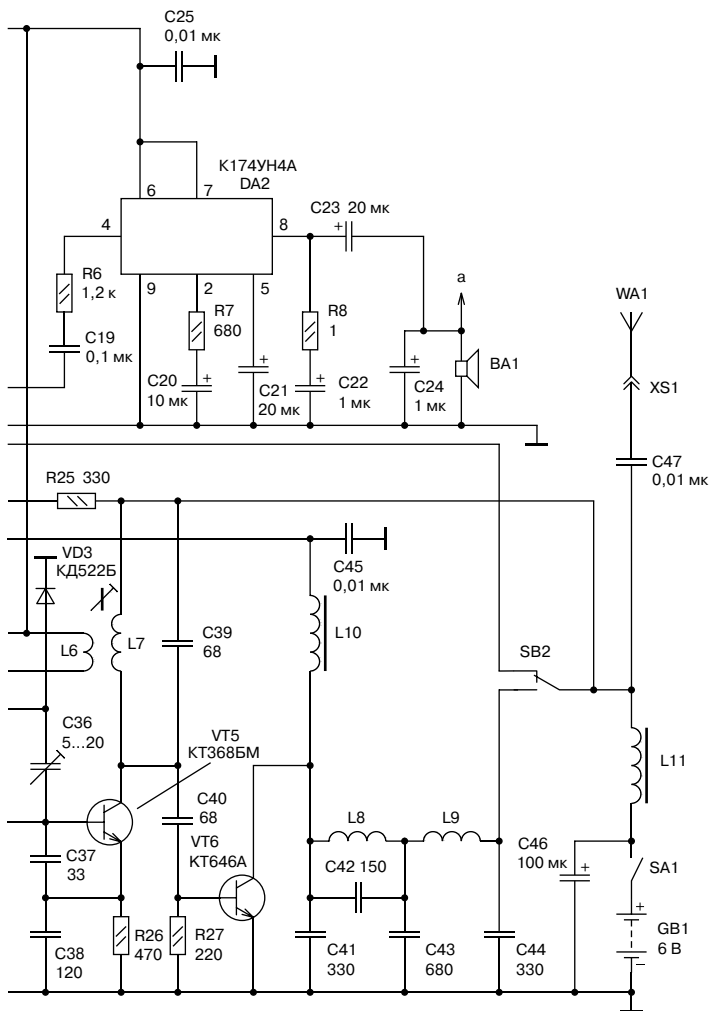 C25
0,01 мк
К174УН4А
DA2
6
7
4
8
C23 20 мк
9
2
5
a
R6
1,2 к
R7
680
R8
1
WA1
C19
0,1 мк
C20
10 мк
C21
20 мк
C22
1 мк
C24
1 мк
BA1
XS1
+
+
+
+
+
C47
0,01 мк
R25 330
VD3
КД522Б
C45
0,01 мк
L6
L7
C39
68
L10
SB2
C36
5...20
VT5
КТ368БМ
L11
C40
68
VT6
КТ646А
L8
L9
C46
100 мк
+
SA1
C37
33
C42 150
C38
120
R26
470
R27
220
C41
330
C43
680
C44
330
+
GB1
6 В
−